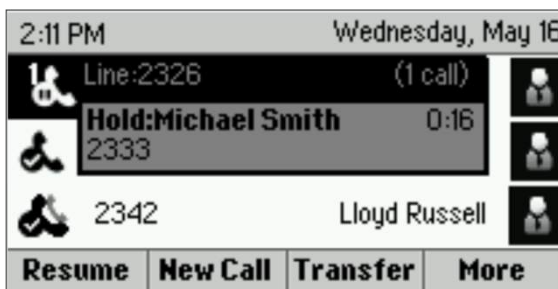 2:11 PM Wednesday, May 16
1 Line:2326 (1 call)
Hold:Michael Smith 0:16
2333
2342 Lloyd Russell
Resume New Call Transfer More